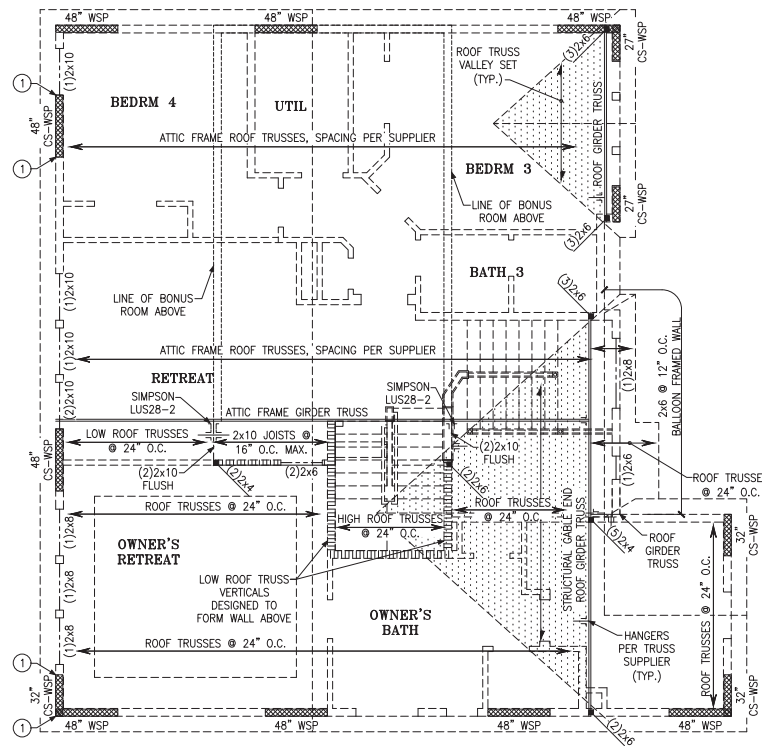 48" WSP
48" WSP
48" WSP
(3)2x6
27"
CS-WSP
(1)2x10
1
ROOF TRUSS
VALLEY SET
(TYP.)
BEDRM 4
UTIL
48"
CS-WSP
ROOF GIRDER TRUSS
ATTIC FRAME ROOF TRUSSES, SPACING PER SUPPLIER
1
BEDRM 3
27"
CS-WSP
LINE OF BONUS
ROOM ABOVE
(3)2x6
BATH 3
(1)2x10
(3)2x6
LINE OF BONUS
ROOM ABOVE
2x6 @ 12" O.C.
BALLOON FRAMED WALL
(1)2x10
ATTIC FRAME ROOF TRUSSES, SPACING PER SUPPLIER
(1)2x8
RETREAT
(2)2x10
SIMPSON
LUS28-2
SIMPSON
LUS28-2
ATTIC FRAME GIRDER TRUSS
LOW ROOF TRUSSES
@ 24" O.C.
2x10 JOISTS @
16" O.C. MAX.
48"
CS-WSP
(2)2x10
FLUSH
(2)2x4
(2)2x6
(2)2x10
FLUSH
(2)2x6
(1)2x6
ROOF TRUSSE
@ 24" O.C.
ROOF TRUSSES @ 24" O.C.
ROOF TRUSSES
@ 24" O.C.
HIGH ROOF TRUSSES
@ 24" O.C.
(1)2x8
(5)2x4
32"
CS-WSP
ROOF
GIRDER
TRUSS
OWNER'S
RETREAT
STRUCTURAL GABLE END
ROOF GIRDER TRUSS
LOW ROOF TRUSS
VERTICALS
DESIGNED TO
FORM WALL ABOVE
(1)2x8
ROOF TRUSSES @ 24" O.C.
OWNER'S
BATH
(1)2x8
HANGERS
PER TRUSS
SUPPLIER
(TYP.)
ROOF TRUSSES @ 24" O.C.
1
32"
CS-WSP
32"
CS-WSP
1
48" WSP
48" WSP
48" WSP
48" WSP
(2)2x6